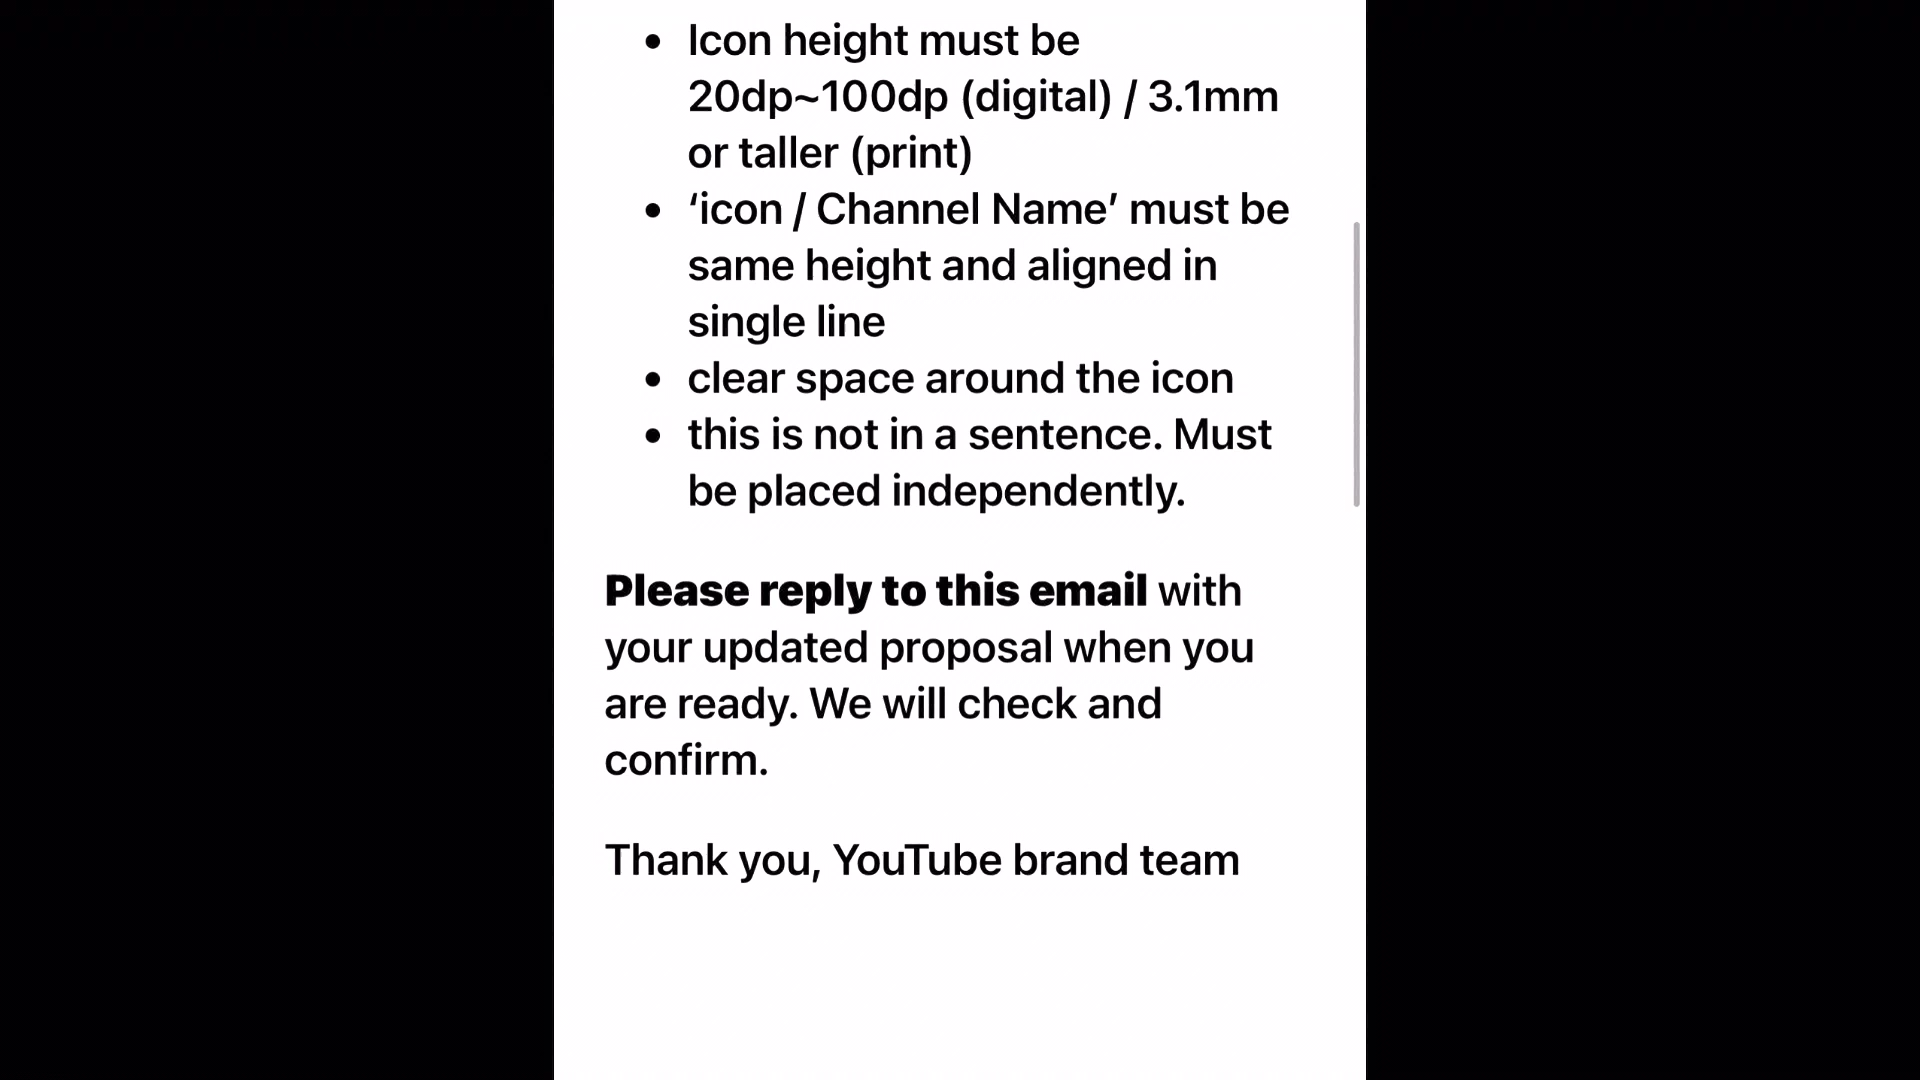 • Icon height must be
20dp~100dp (digital) / 3.1mm
or taller (print)
• ‘icon / Channel Name’ must be
same height and aligned in
single line
• clear space around the icon
• this is not in a sentence. Must
be placed independently.
Please reply to this email with
your updated proposal when you
are ready. We will check and
confirm.
Thank you, YouTube brand team